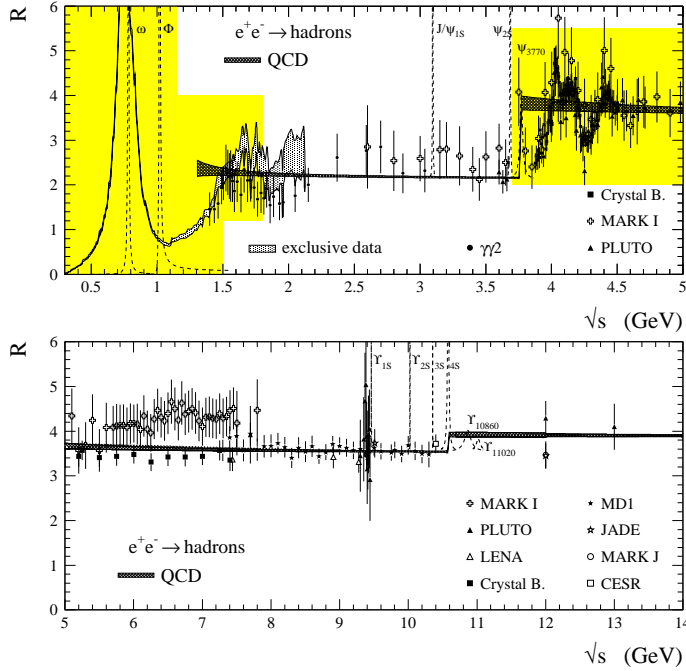 R
6
5
4
3
2
1
0
ω
Φ
e⁺e⁻ → hadrons
QCD
J/ψ1S
ψ2S
ψ3770
exclusive data
γγ2
Crystal B.
MARK I
PLUTO
0.5 1 1.5 2 2.5 3 3.5 4 4.5 5
√s (GeV)
R
6
5
4
3
2
1
0
ϒ1S
ϒ2S
3S
4S
ϒ10860
ϒ11020
e⁺e⁻ → hadrons
QCD
MARK I
PLUTO
LENA
Crystal B.
MD1
JADE
MARK J
CESR
5 6 7 8 9 10 11 12 13 14
√s (GeV)